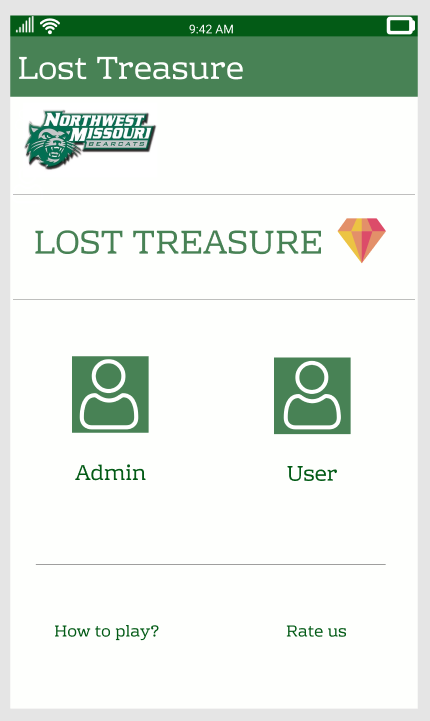 9:42 AM
Lost Treasure
NORTHWEST
MISSOURI
BEARCATS
LOST TREASURE
Admin
User
How to play?
Rate us